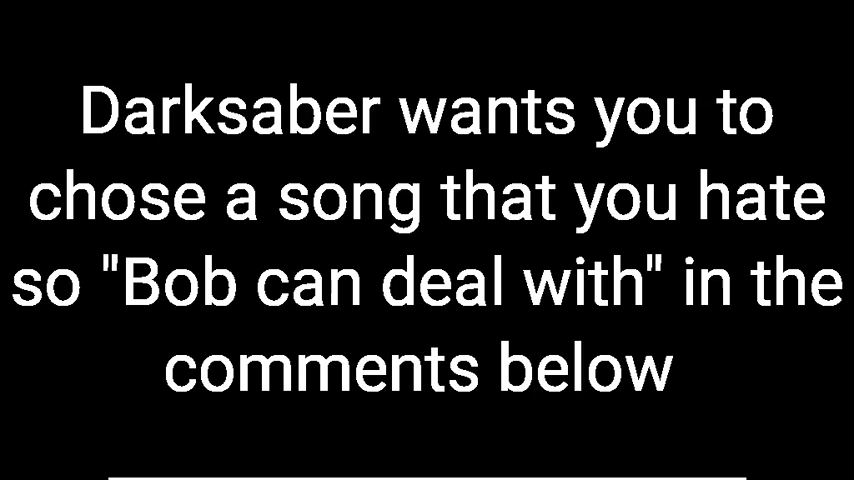 Darksaber wants you to
chose a song that you hate
so "Bob can deal with" in the
comments below